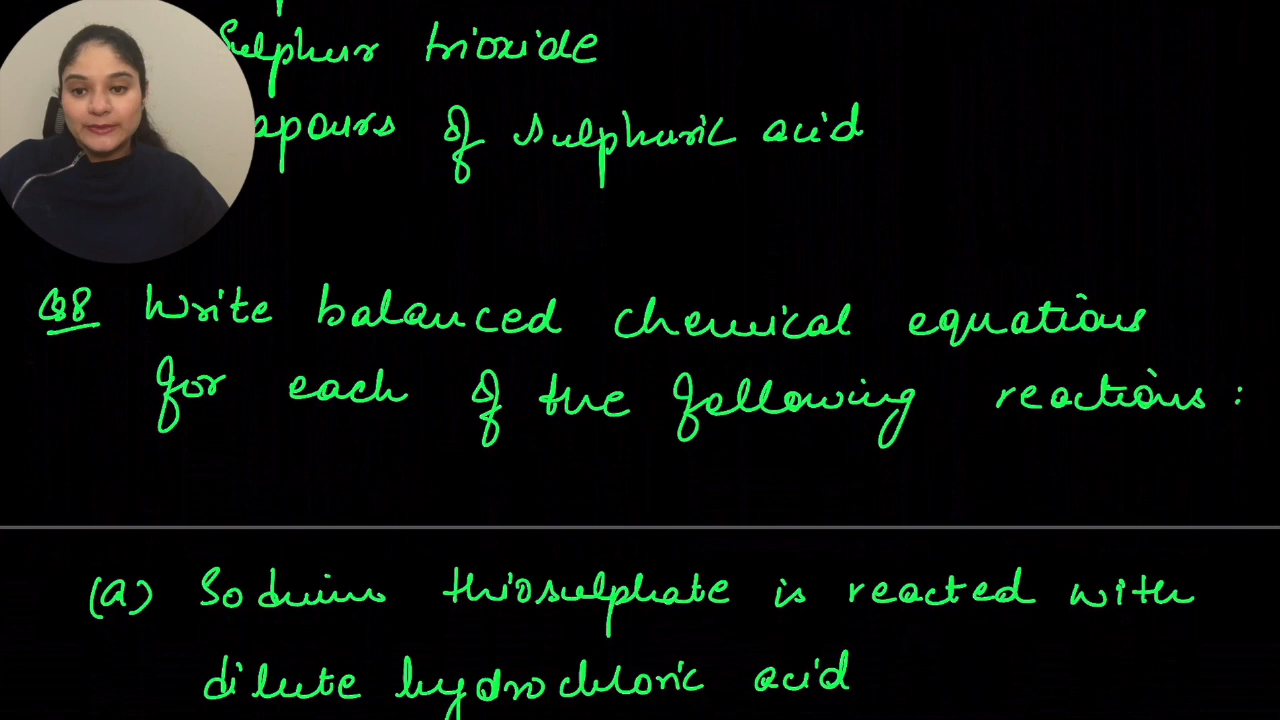 Sulphur trioxide
apours of sulphuric acid
Q8 Write balanced chemical equations
for each of the following reactions :
(a) Sodium thiosulphate is reacted with
dilute hydrochloric acid